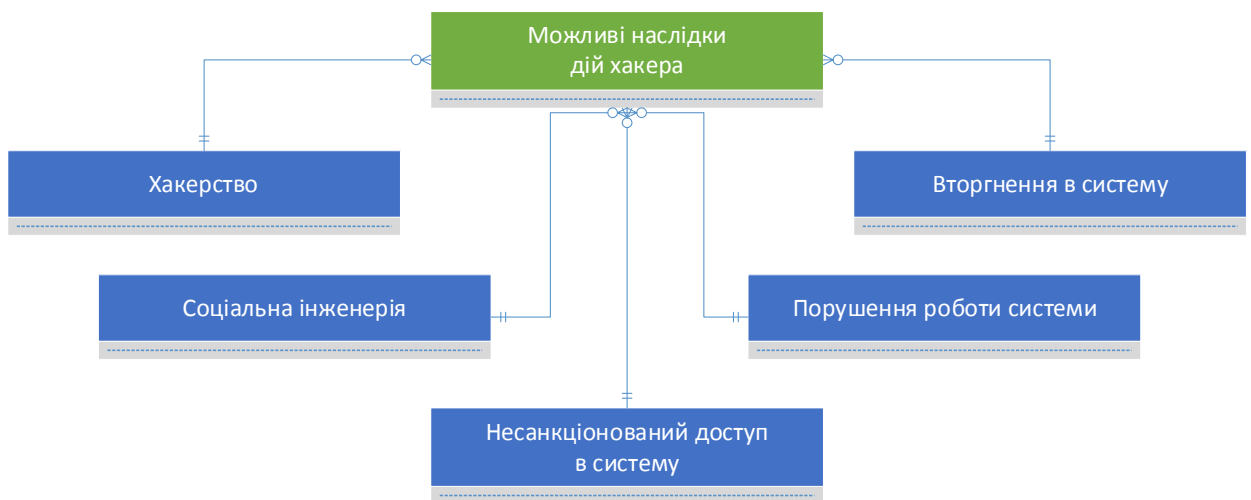 Можливі наслідки
дій хакера
Хакерство
Вторгнення в систему
Соціальна інженерія
Порушення роботи системи
Несанкціонований доступ
в систему